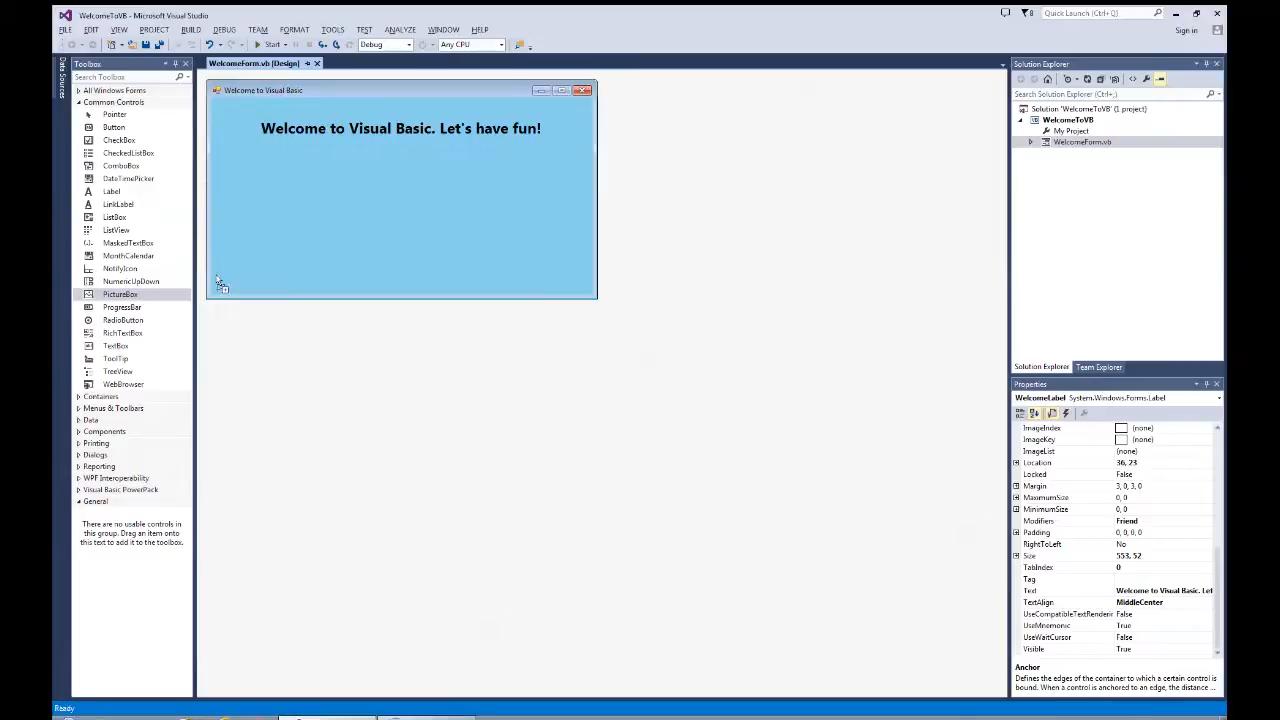 WelcomeToVB - Microsoft Visual Studio
8
Quick Launch (Ctrl+;)
FILE EDIT VIEW PROJECT BUILD DEBUG TEAM FORMAT TOOLS TEST ANALYZE WINDOW HELP
Sign in
Start Debug Any CPU
Data Sources
Toolbox
Search Toolbox
All Windows Forms
Common Controls
Pointer
Button
CheckBox
CheckedListBox
ComboBox
DateTimePicker
Label
LinkLabel
ListBox
ListView
MaskedTextBox
MonthCalendar
NotifyIcon
NumericUpDown
PictureBox
ProgressBar
RadioButton
RichTextBox
TextBox
ToolTip
TreeView
WebBrowser
Containers
Menus & Toolbars
Data
Components
Printing
Dialogs
Reporting
WPF Interoperability
Visual Basic PowerPack
General
There are no usable controls in
this group. Drag an item onto
this text to add it to the toolbox.
WelcomeForm.vb [Design]
Welcome to Visual Basic
Welcome to Visual Basic. Let's have fun!
Solution Explorer
Search Solution Explorer (Ctrl+;)
Solution 'WelcomeToVB' (1 project)
WelcomeToVB
My Project
WelcomeForm.vb
Solution Explorer Team Explorer
Properties
WelcomeLabel System.Windows.Forms.Label
ImageIndex (none)
ImageKey (none)
ImageList (none)
Location 36, 23
Locked False
Margin 3, 0, 3, 0
MaximumSize 0, 0
MinimumSize 0, 0
Modifiers Friend
Padding 0, 0, 0, 0
RightToLeft No
Size 553, 52
TabIndex 0
Tag
Text Welcome to Visual Basic. Let
TextAlign MiddleCenter
UseCompatibleTextRenderin False
UseMnemonic True
UseWaitCursor False
Visible True
Anchor
Defines the edges of the container to which a certain control is
bound. When a control is anchored to an edge, the distance ...
Ready